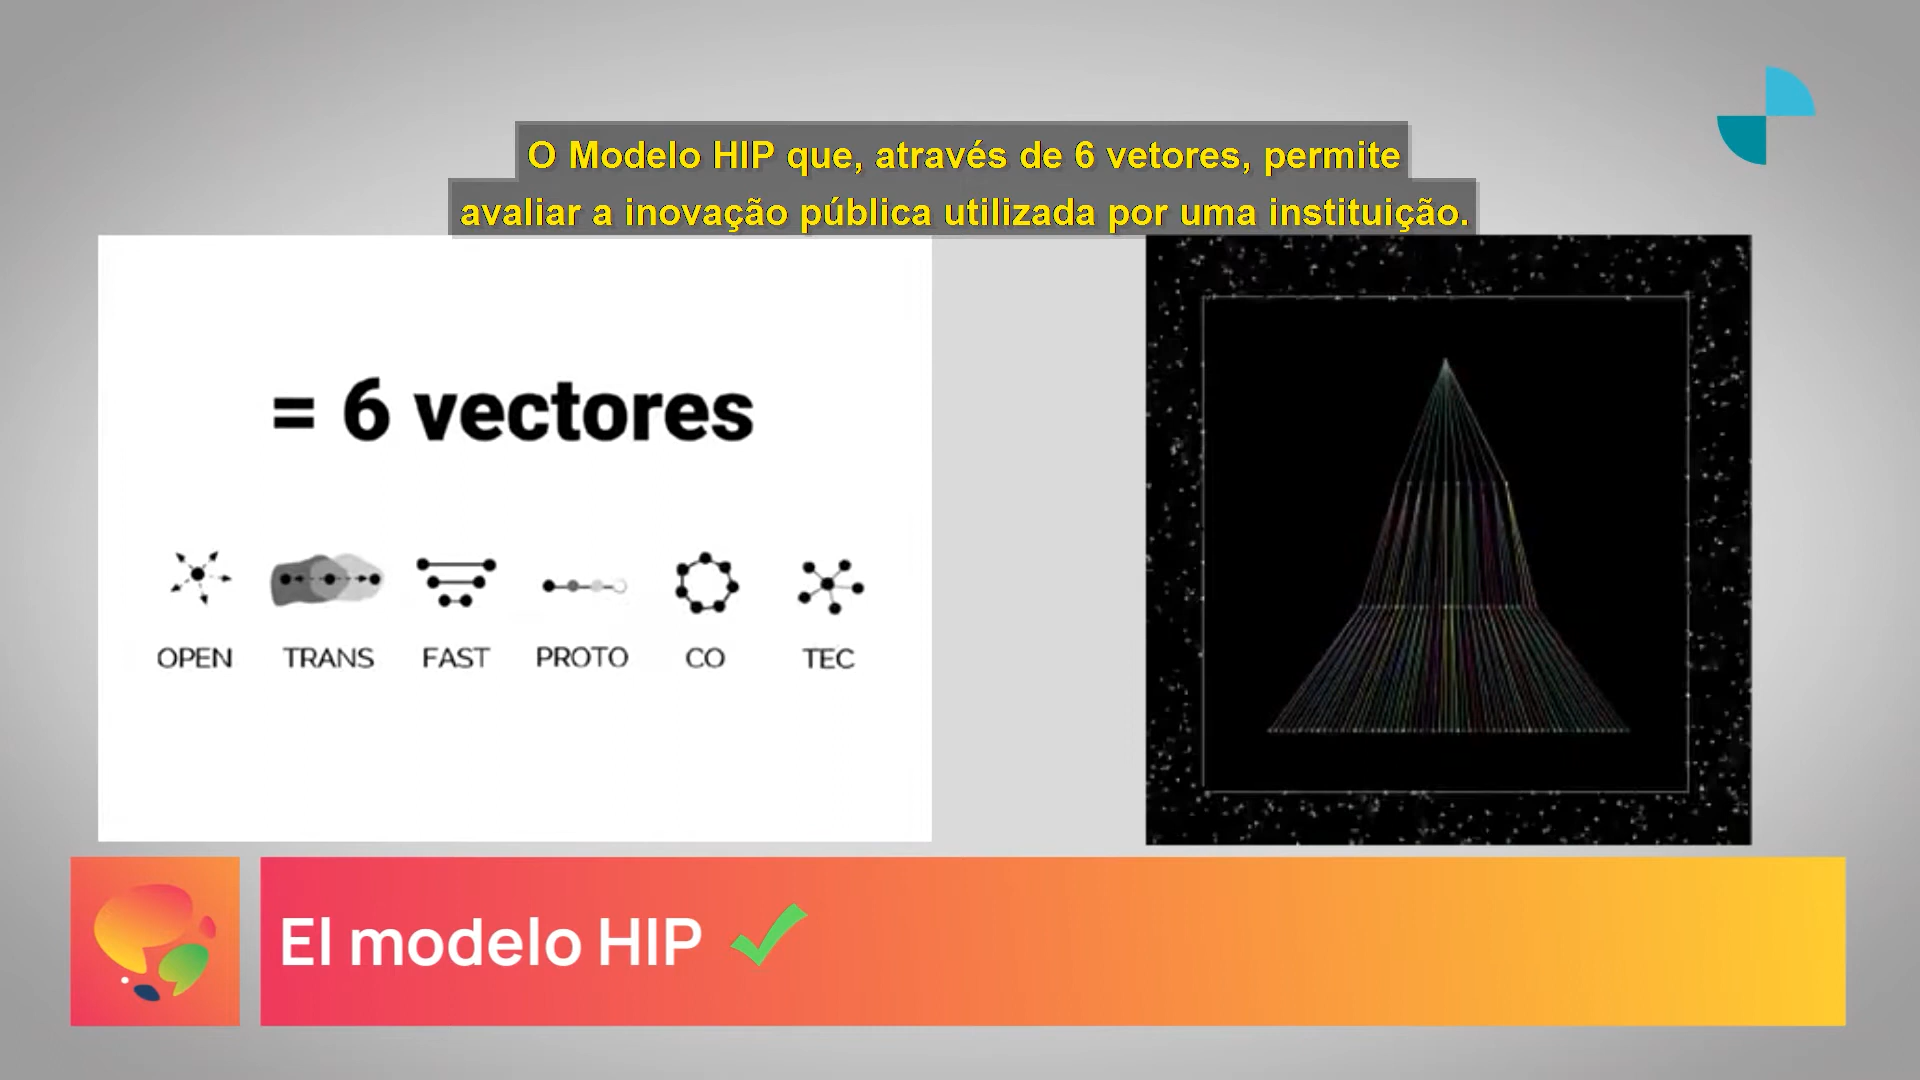 O Modelo HIP que, através de 6 vetores, permite
avaliar a inovação pública utilizada por uma instituição.
= 6 vectores
OPEN TRANS FAST PROTO CO TEC
El modelo HIP